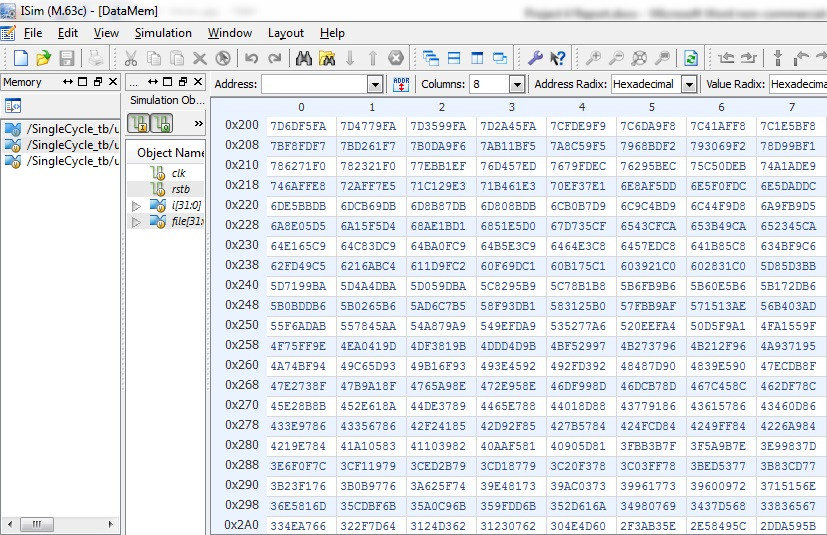 ISim (M.63c) - [DataMem]
File Edit View Simulation Window Layout Help
Memory
... Address: Columns: 8 Address Radix: Hexadecimal Value Radix: Hexadecima
Simulation Ob...
»
/SingleCycle_tb/u
/SingleCycle_tb/u
/SingleCycle_tb/u
Object Name
clk
rstb
i[31:0]
file[31:
0 1 2 3 4 5 6 7
0x200 7D6DF5FA 7D4779FA 7D3599FA 7D2A45FA 7CFDE9F9 7C6DA9F8 7C41AFF8 7C1E5BF8
0x208 7BF8FDF7 7BD261F7 7B0DA9F6 7AB11BF5 7A8C59F5 7968BDF2 793069F2 78D99BF1
0x210 786271F0 782321F0 77EBB1EF 76D457ED 7679FDEC 76295BEC 75C50DEB 74A1ADE9
0x218 746AFFE8 72AFF7E5 71C129E3 71B461E3 70EF37E1 6E8AF5DD 6E5F0FDC 6E5DADDC
0x220 6DE5BBDB 6DCB69DB 6D8B87DB 6D808BDB 6CB0B7D9 6C9C4BD9 6C44F9D8 6A9FB9D5
0x228 6A8E05D5 6A15F5D4 68AE1BD1 6851E5D0 67D735CF 6543CFCA 653B49CA 652345CA
0x230 64E165C9 64C83DC9 64BA0FC9 64B5E3C9 6464E3C8 6457EDC8 641B85C8 634BF9C6
0x238 62FD49C5 6216ABC4 611D9FC2 60F69DC1 60B175C1 603921C0 602831C0 5D85D3BB
0x240 5D7199BA 5D4A4DBA 5D059DBA 5C8295B9 5C78B1B8 5B6FB9B6 5B60E5B6 5B172DB6
0x248 5B0BDDB6 5B0265B6 5AD6C7B5 58F93DB1 583125B0 57FBB9AF 571513AE 56B403AD
0x250 55F6ADAB 557845AA 54A879A9 549EFDA9 535277A6 520EEFA4 50D5F9A1 4FA1559F
0x258 4F75FF9E 4EA0419D 4DF3819B 4DDD4D9B 4BF52997 4B273796 4B212F96 4A937195
0x260 4A74BF94 49C65D93 49B16F93 493E4592 492FD392 48487D90 4839E590 47ECDB8F
0x268 47E2738F 47B9A18F 4765A98E 472E958E 46DF998D 46DCB78D 467C458C 462DF78C
0x270 45E28B8B 452E618A 44DE3789 4465E788 44018D88 43779186 43615786 43460D86
0x278 433E9786 43356786 42F24185 42D92F85 427B5784 424FCD84 4249FF84 4226A984
0x280 4219E784 41A10583 41103982 40AAF581 40905D81 3FBB3B7F 3F5A9B7E 3E99837D
0x288 3E6F0F7C 3CF11979 3CED2B79 3CD18779 3C20F378 3C03FF78 3BED5377 3B83CD77
0x290 3B23F176 3B0B9776 3A625F74 39E48173 39AC0373 39961773 39600972 3715156E
0x298 36E5816D 35CDBF6B 35A0C96B 359FDD6B 352D616A 34980769 3437D568 33836567
0x2A0 334EA766 322F7D64 3124D362 31230762 304E4D60 2F3AB35E 2E58495C 2DDA595B